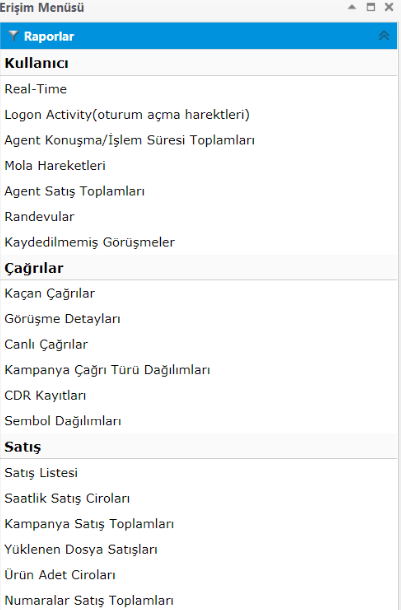 Erişim Menüsü
Raporlar
Kullanıcı
Real-Time
Logon Activity(oturum açma harektleri)
Agent Konuşma/İşlem Süresi Toplamları
Mola Hareketleri
Agent Satış Toplamları
Randevular
Kaydedilmemiş Görüşmeler
Çağrılar
Kaçan Çağrılar
Görüşme Detayları
Canlı Çağrılar
Kampanya Çağrı Türü Dağılımları
CDR Kayıtları
Sembol Dağılımları
Satış
Satış Listesi
Saatlik Satış Ciroları
Kampanya Satış Toplamları
Yüklenen Dosya Satışları
Ürün Adet Ciroları
Numaralar Satış Toplamları